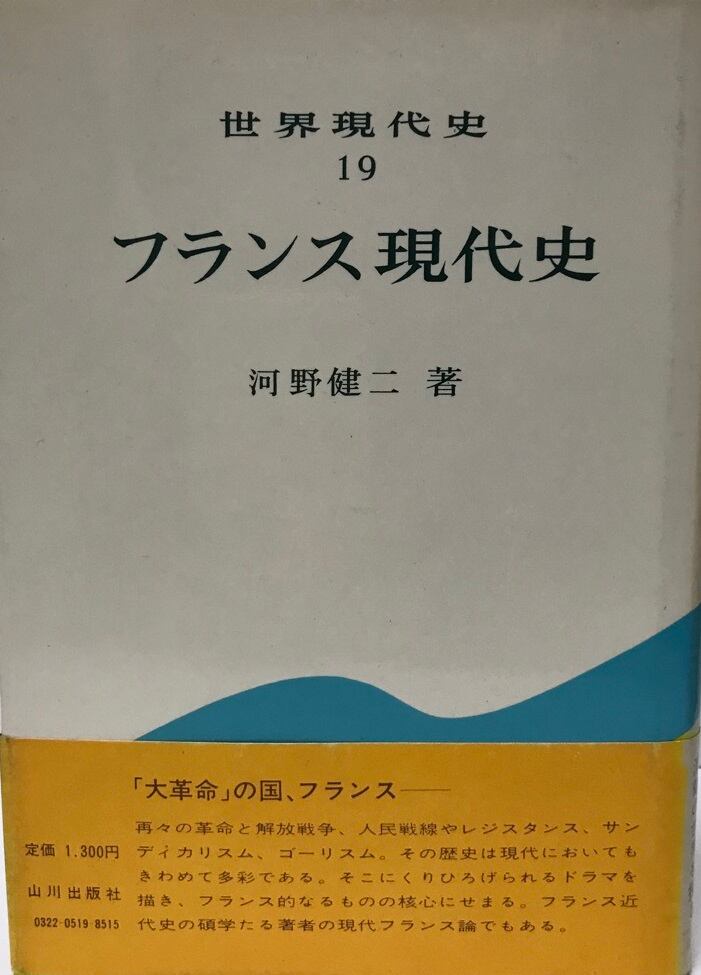 世界現代史
19
フランス現代史
河野健二 著
「大革命」の国、フランス――
再々の革命と解放戦争、人民戦線やレジスタンス、サン
ディカリスム、ゴーリスム。その歴史は現代においても
きわめて多彩である。そこにくりひろげられるドラマを
描き、フランス的なるものの核心にせまる。フランス近
代史の碩学たる著者の現代フランス論でもある。
定価 1.300円
山川出版社
0322-0519-8515